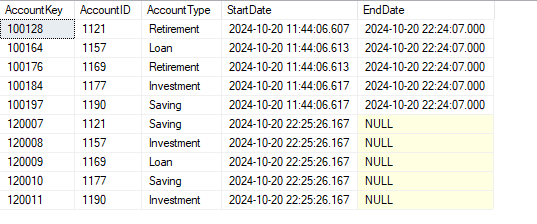 AccountKey AccountID AccountType StartDate EndDate
100128 1121 Retirement 2024-10-20 11:44:06.607 2024-10-20 22:24:07.000
100164 1157 Loan 2024-10-20 11:44:06.613 2024-10-20 22:24:07.000
100176 1169 Retirement 2024-10-20 11:44:06.613 2024-10-20 22:24:07.000
100184 1177 Investment 2024-10-20 11:44:06.617 2024-10-20 22:24:07.000
100197 1190 Saving 2024-10-20 11:44:06.617 2024-10-20 22:24:07.000
120007 1121 Saving 2024-10-20 22:25:26.167 NULL
120008 1157 Investment 2024-10-20 22:25:26.167 NULL
120009 1169 Loan 2024-10-20 22:25:26.167 NULL
120010 1177 Saving 2024-10-20 22:25:26.167 NULL
120011 1190 Investment 2024-10-20 22:25:26.167 NULL